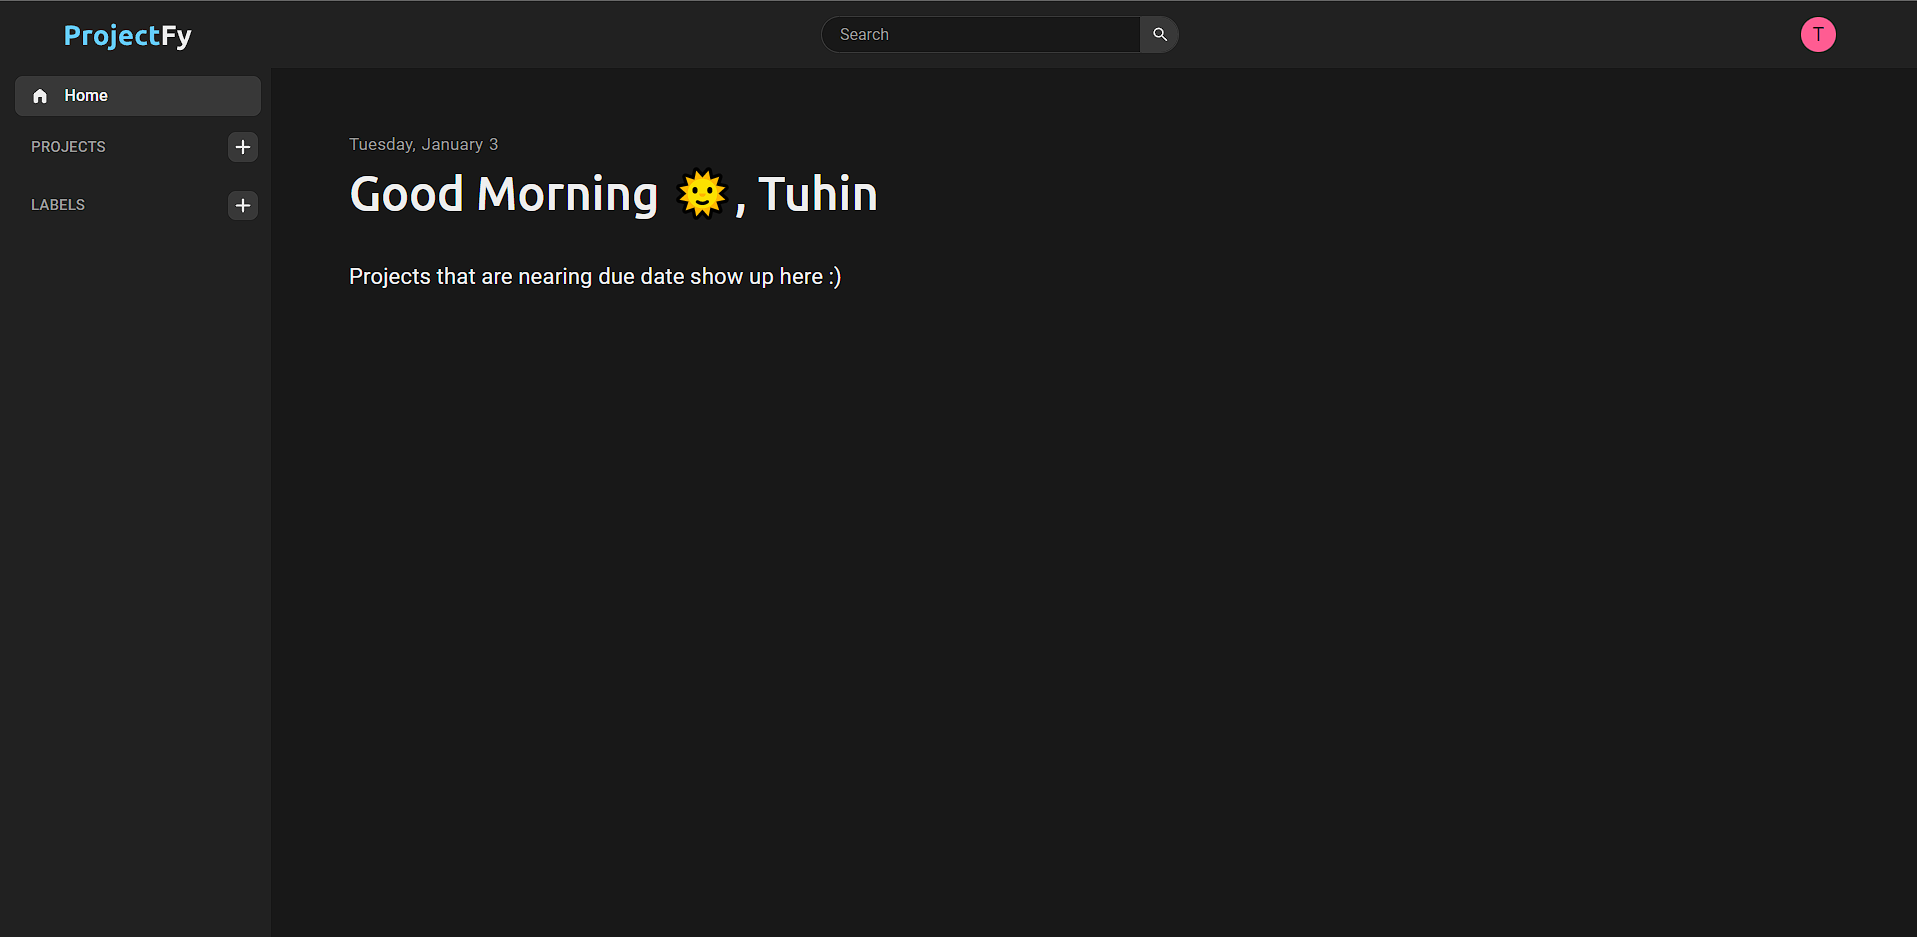 ProjectFy
Search
T
Home
PROJECTS
LABELS
Tuesday, January 3
Good Morning 🌞, Tuhin
Projects that are nearing due date show up here :)